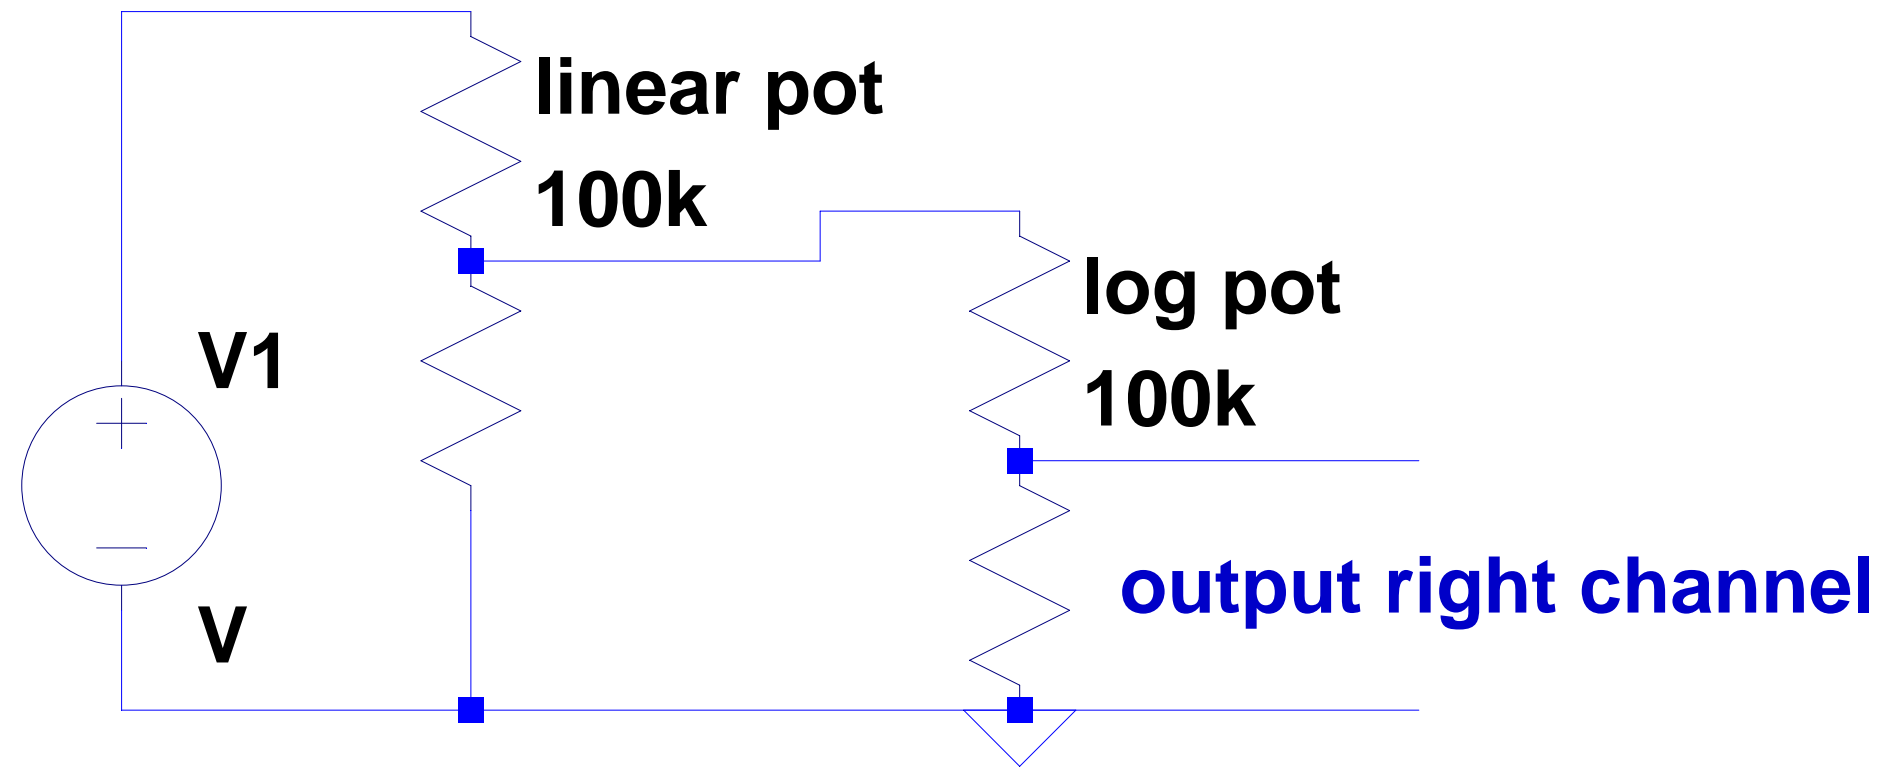 linear pot
100k
log pot
V1
100k
output right channel
V